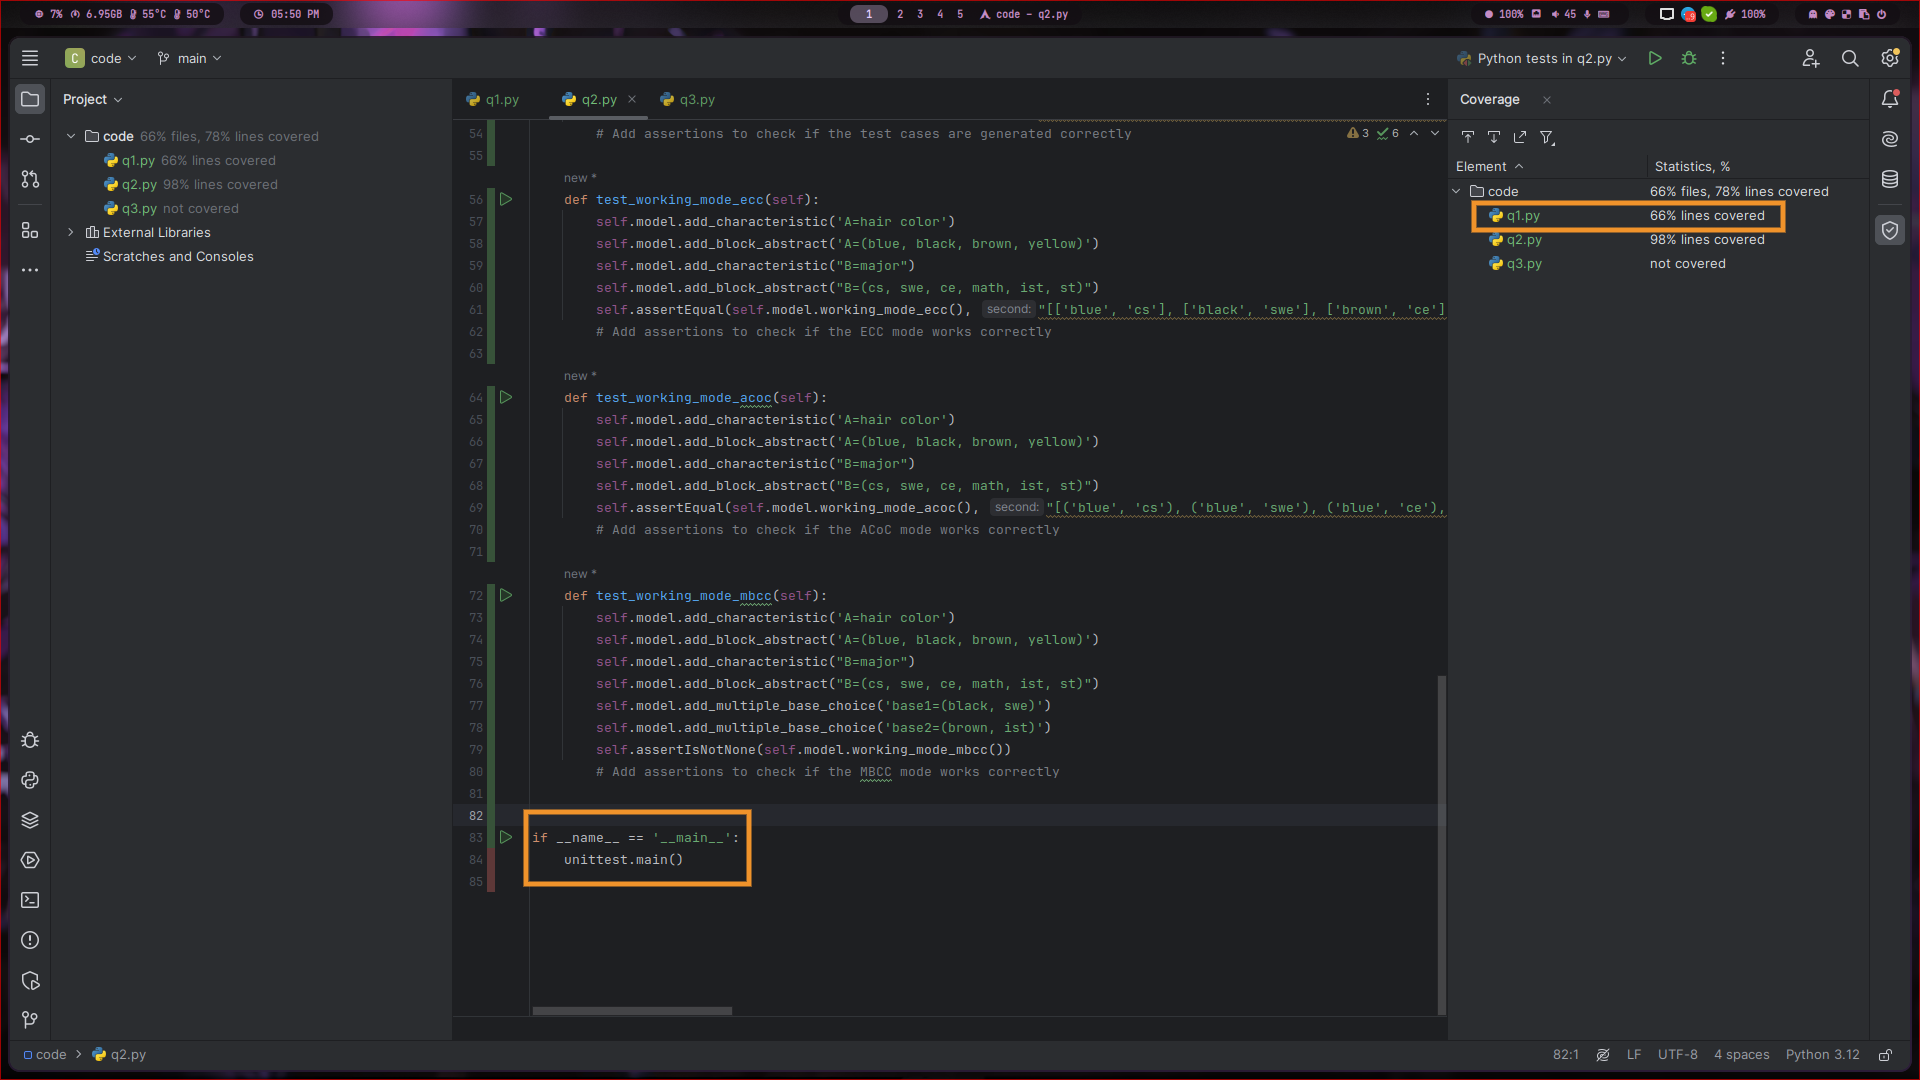 7% 6.95GB 55°C 50°C
05:50 PM
1 2 3 4 5 code - q2.py
100% 45 100%
C code main
Python tests in q2.py
Project
code 66% files, 78% lines covered
q1.py 66% lines covered
q2.py 98% lines covered
q3.py not covered
External Libraries
Scratches and Consoles
q1.py q2.py q3.py
3 6
54 # Add assertions to check if the test cases are generated correctly
55
new *
56 def test_working_mode_ecc(self):
57 self.model.add_characteristic('A=hair color')
58 self.model.add_block_abstract('A=(blue, black, brown, yellow)')
59 self.model.add_characteristic("B=major")
60 self.model.add_block_abstract("B=(cs, swe, ce, math, ist, st)")
61 self.assertEqual(self.model.working_mode_ecc(), second: "[['blue', 'cs'], ['black', 'swe'], ['brown', 'ce']
62 # Add assertions to check if the ECC mode works correctly
63
new *
64 def test_working_mode_acoc(self):
65 self.model.add_characteristic('A=hair color')
66 self.model.add_block_abstract('A=(blue, black, brown, yellow)')
67 self.model.add_characteristic("B=major")
68 self.model.add_block_abstract("B=(cs, swe, ce, math, ist, st)")
69 self.assertEqual(self.model.working_mode_acoc(), second: "[('blue', 'cs'), ('blue', 'swe'), ('blue', 'ce'),
70 # Add assertions to check if the ACoC mode works correctly
71
new *
72 def test_working_mode_mbcc(self):
73 self.model.add_characteristic('A=hair color')
74 self.model.add_block_abstract('A=(blue, black, brown, yellow)')
75 self.model.add_characteristic("B=major")
76 self.model.add_block_abstract("B=(cs, swe, ce, math, ist, st)")
77 self.model.add_multiple_base_choice('base1=(black, swe)')
78 self.model.add_multiple_base_choice('base2=(brown, ist)')
79 self.assertIsNotNone(self.model.working_mode_mbcc())
80 # Add assertions to check if the MBCC mode works correctly
81
82
83 if __name__ == '__main__':
84 unittest.main()
85
Coverage
Element Statistics, %
code 66% files, 78% lines covered
q1.py 66% lines covered
q2.py 98% lines covered
q3.py not covered
code > q2.py
82:1 LF UTF-8 4 spaces Python 3.12